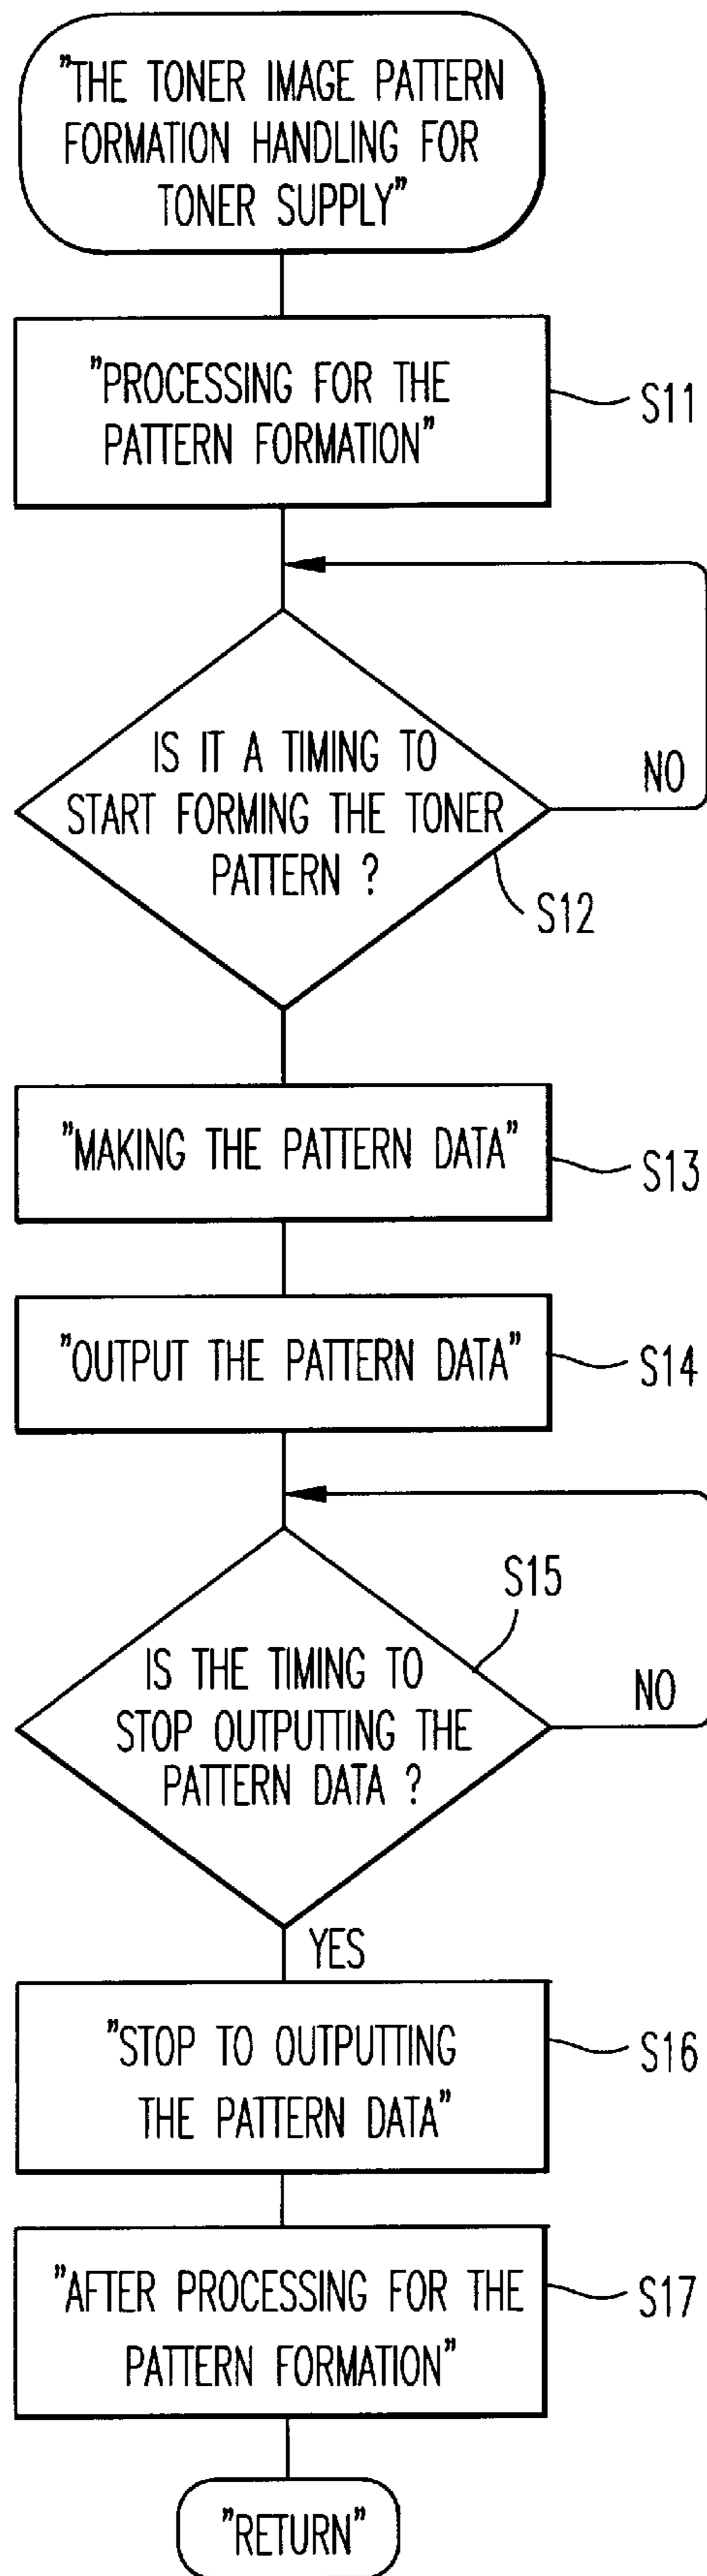 "THE TONER IMAGE PATTERN
FORMATION HANDLING FOR
TONER SUPPLY"
"PROCESSING FOR THE
PATTERN FORMATION"
S11
IS IT A TIMING TO
START FORMING THE TONER
PATTERN ?
NO
S12
"MAKING THE PATTERN DATA"
S13
"OUTPUT THE PATTERN DATA"
S14
S15
IS THE TIMING TO
STOP OUTPUTTING THE
PATTERN DATA ?
NO
YES
"STOP TO OUTPUTTING
THE PATTERN DATA"
S16
"AFTER PROCESSING FOR THE
PATTERN FORMATION"
S17
"RETURN"